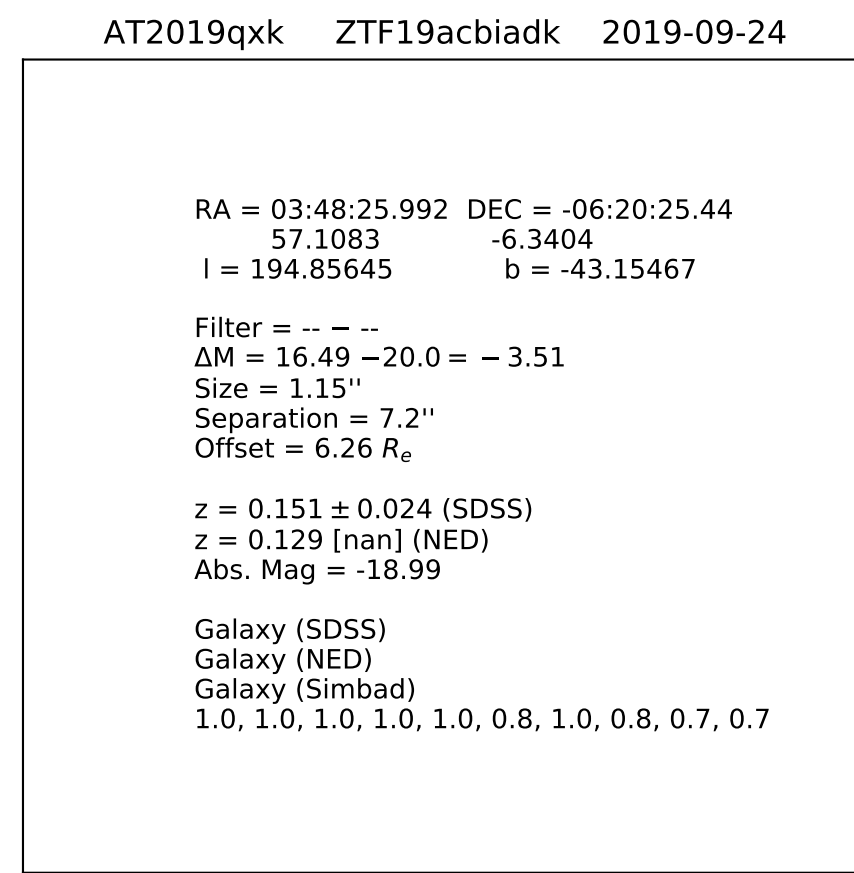 AT2019qxk ZTF19acbiadk 2019-09-24
RA = 03:48:25.992 DEC = -06:20:25.44
57.1083 -6.3404
l = 194.85645 b = -43.15467
Filter = -- − --
ΔM = 16.49 −20.0 = − 3.51
Size = 1.15''
Separation = 7.2''
Offset = 6.26 Rₑ
z = 0.151 ± 0.024 (SDSS)
z = 0.129 [nan] (NED)
Abs. Mag = -18.99
Galaxy (SDSS)
Galaxy (NED)
Galaxy (Simbad)
1.0, 1.0, 1.0, 1.0, 1.0, 0.8, 1.0, 0.8, 0.7, 0.7